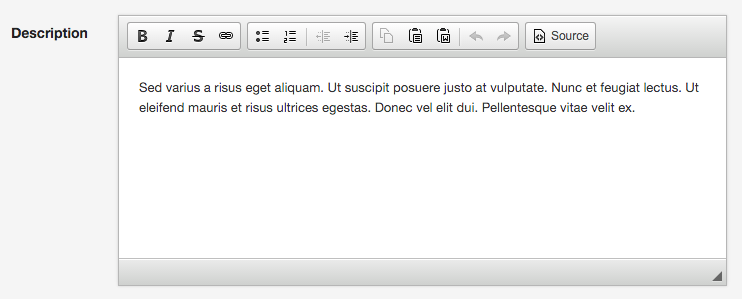 Description
B I S Source
Sed varius a risus eget aliquam. Ut suscipit posuere justo at vulputate. Nunc et feugiat lectus. Ut
eleifend mauris et risus ultrices egestas. Donec vel elit dui. Pellentesque vitae velit ex.